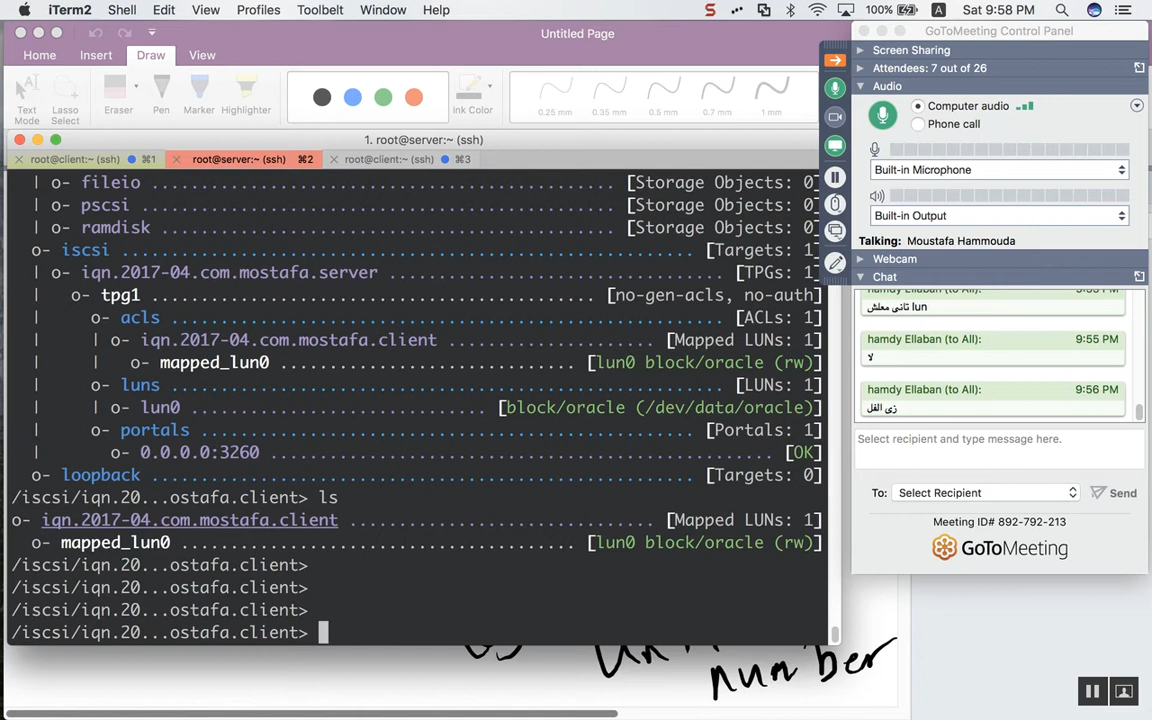 iTerm2 Shell Edit View Profiles Toolbelt Window Help 100% A Sat 9:58 PM
Untitled Page
Home Insert Draw View
Text Mode Lasso Select Eraser Pen Marker Highlighter Ink Color 0.25 mm 0.35 mm 0.5 mm 0.7 mm 1 mm
1. root@server:~ (ssh)
root@client:~ (ssh) ⌘1 root@server:~ (ssh) ⌘2 root@server:~ (ssh) ⌘3
| o- fileio ........................................ [Storage Objects: 0]
| o- pscsi ......................................... [Storage Objects: 0]
| o- ramdisk ....................................... [Storage Objects: 0]
o- iscsi ............................................. [Targets: 1]
| o- iqn.2017-04.com.mostafa.server ..................... [TPGs: 1]
| o- tpg1 ................................ [no-gen-acls, no-auth]
| o- acls ........................................... [ACLs: 1]
| | o- iqn.2017-04.com.mostafa.client ............. [Mapped LUNs: 1]
| | o- mapped_lun0 ..................... [lun0 block/oracle (rw)]
| o- luns ........................................... [LUNs: 1]
| | o- lun0 ................... [block/oracle (/dev/data/oracle)]
| o- portals ..................................... [Portals: 1]
| o- 0.0.0.0:3260 ...................................... [OK]
o- loopback .......................................... [Targets: 0]
/iscsi/iqn.20...ostafa.client> ls
o- iqn.2017-04.com.mostafa.client ..................... [Mapped LUNs: 1]
o- mapped_lun0 ............................ [lun0 block/oracle (rw)]
/iscsi/iqn.20...ostafa.client>
/iscsi/iqn.20...ostafa.client>
/iscsi/iqn.20...ostafa.client>
/iscsi/iqn.20...ostafa.client>
number
GoToMeeting Control Panel
Screen Sharing
Attendees: 7 out of 26
Audio
Computer audio
Phone call
Built-in Microphone
Built-in Output
Talking: Moustafa Hammouda
Webcam
Chat
hamdy Ellaban (to All): 9:55 PM
lun تانى معلش
hamdy Ellaban (to All): 9:55 PM
لا
hamdy Ellaban (to All): 9:56 PM
زى الفل
Select recipient and type message here.
To: Select Recipient Send
Meeting ID# 892-792-213
GoToMeeting